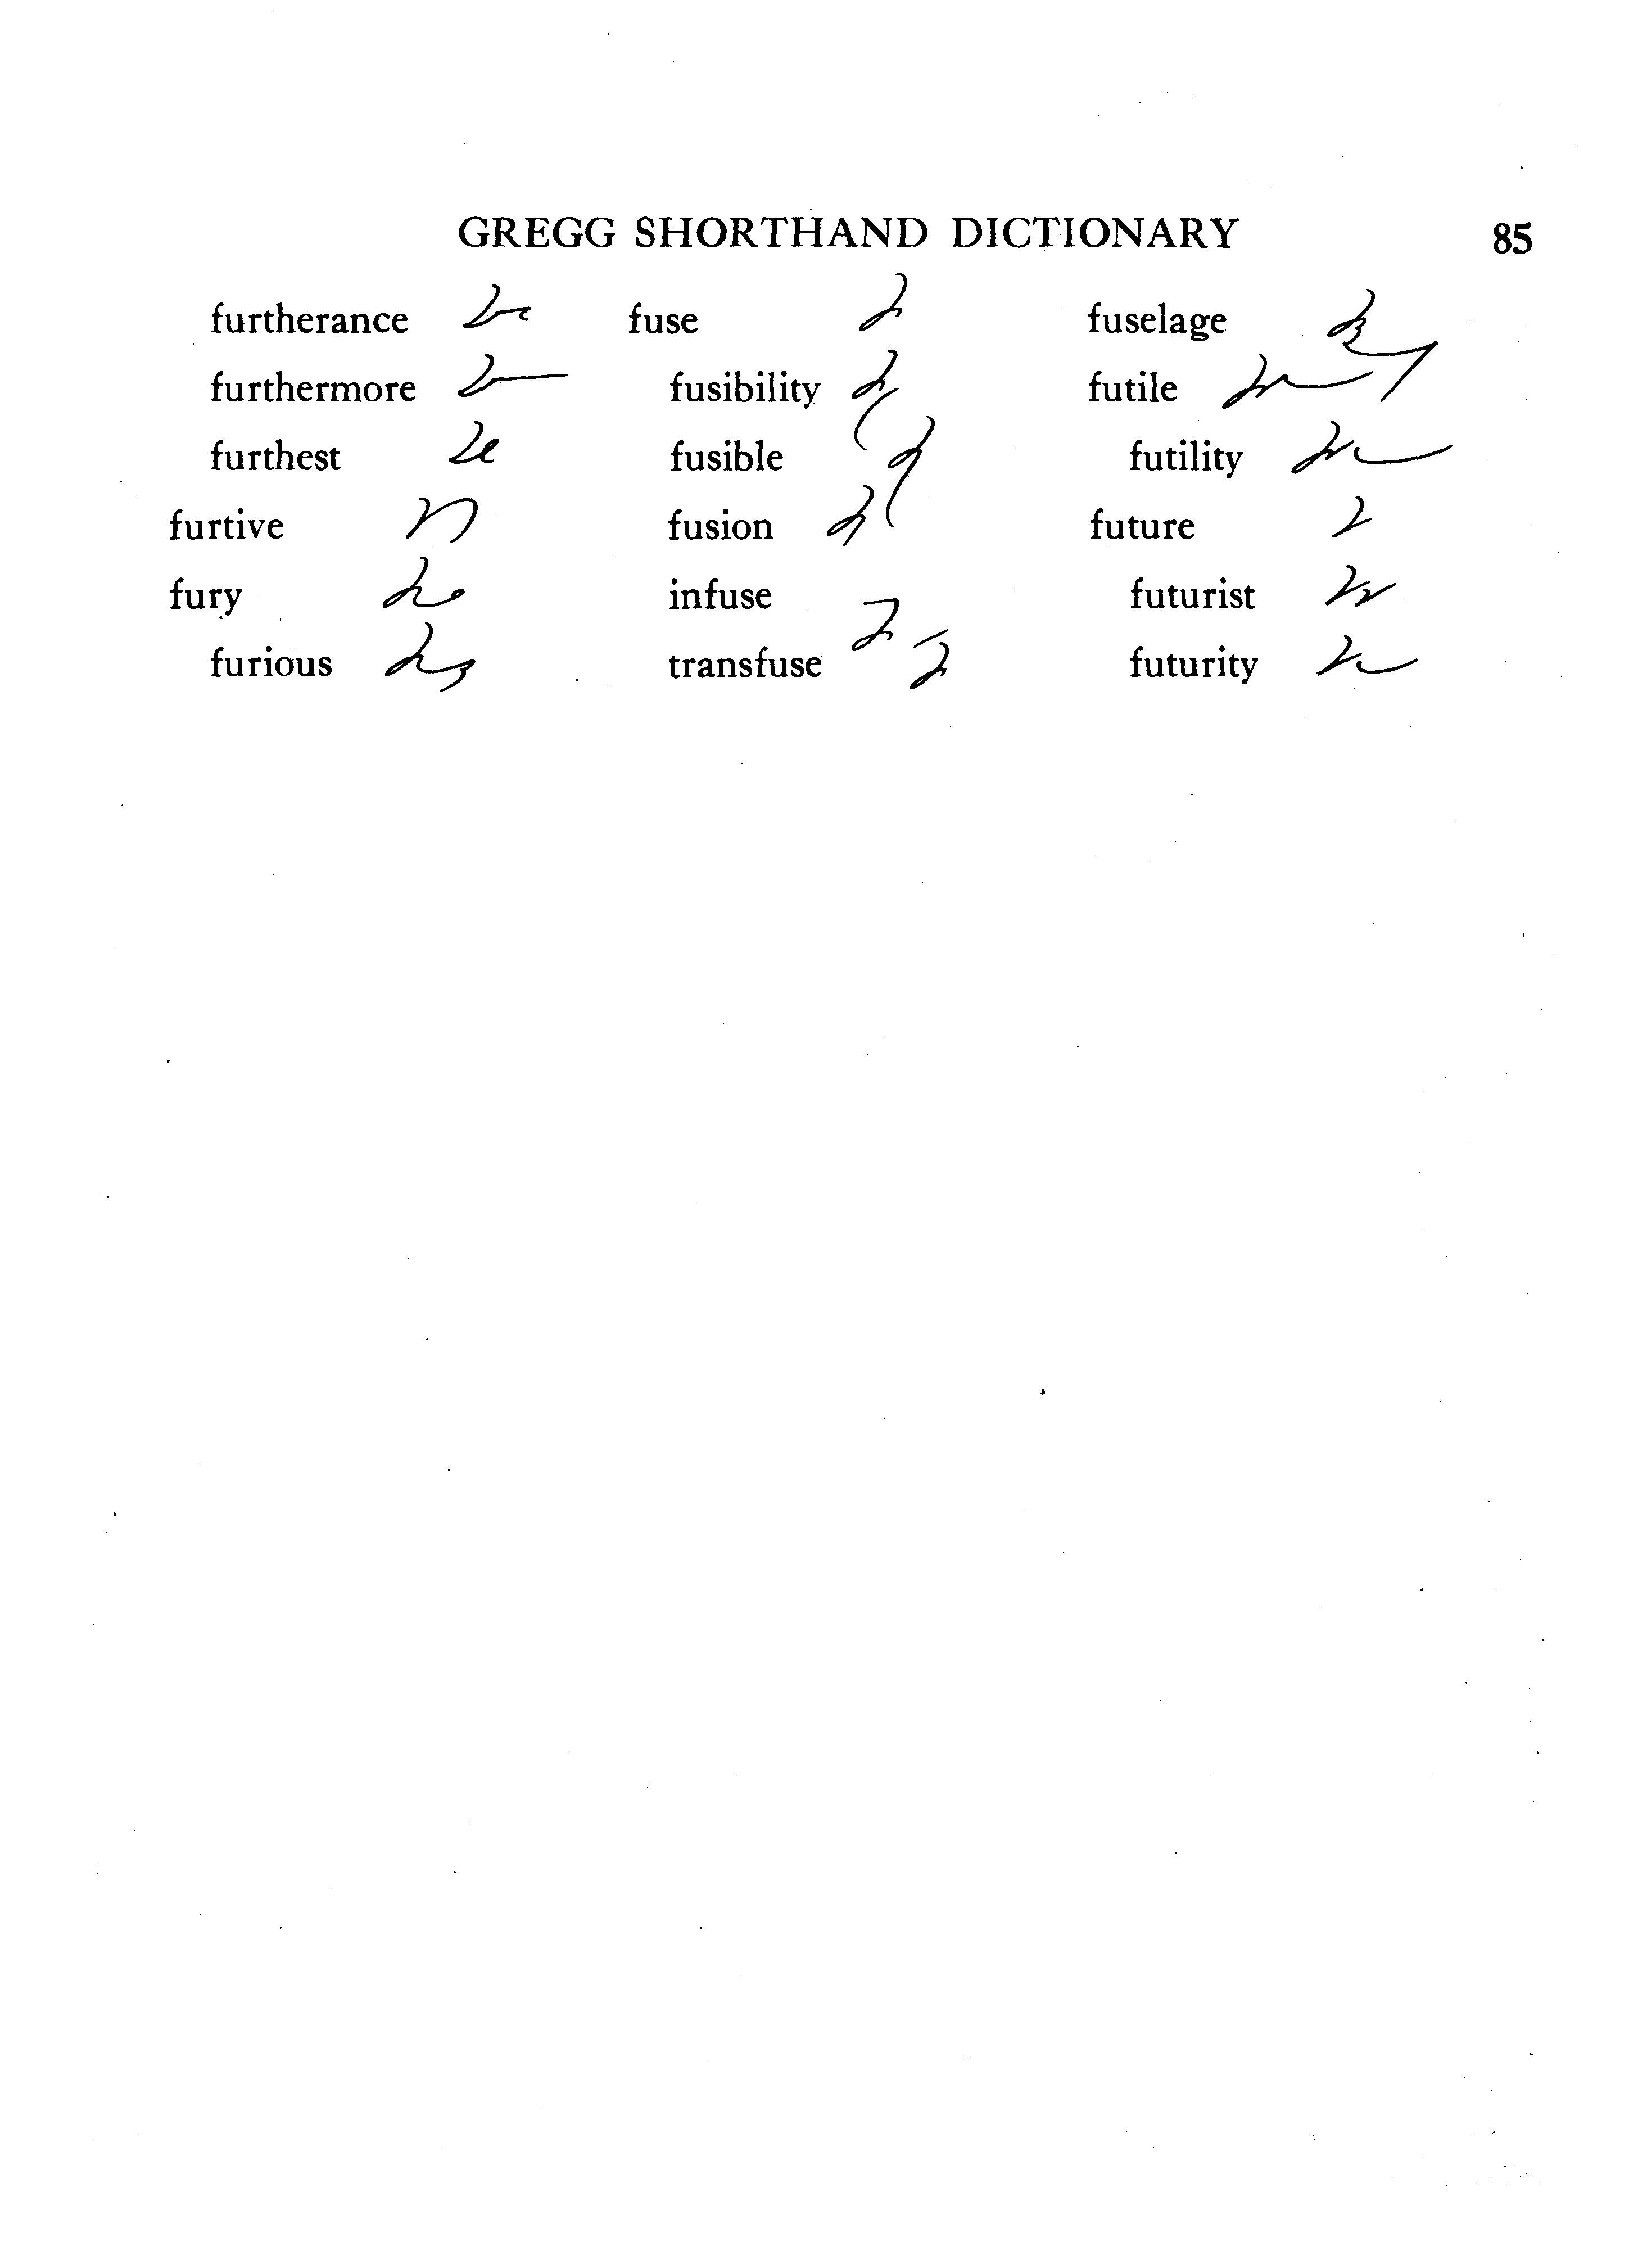 GREGG SHORTHAND DICTIONARY 85
furtherance
furthermore
furthest
furtive
fury
furious
fuse
fusibility
fusible
fusion
infuse
transfuse
fuselage
futile
futility
future
futurist
futurity